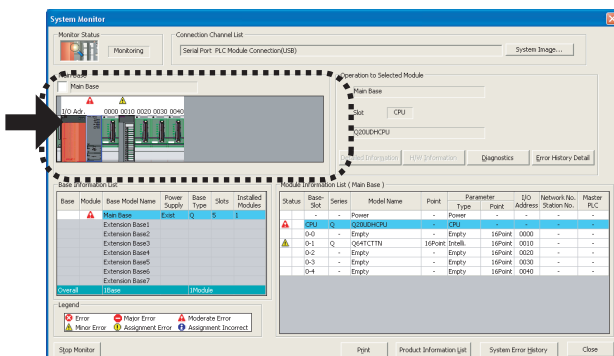 System Monitor
Monitor Status
Monitoring
Connection Channel List
Serial Port PLC Module Connection(USB)
System Image...
Main Base
Main Base
I/O Adr. 0000 0010 0020 0030 0040
Operation to Selected Module
Main Base
Slot CPU
Q20UDHCPU
Detailed Information H/W Information Diagnostics Error History Detail
Base Information List
Base Module Base Model Name Power Supply Base Type Slots Installed Modules
Main Base Exist Q 5 1
Extension Base1
Extension Base2
Extension Base3
Extension Base4
Extension Base5
Extension Base6
Extension Base7
Overall 1Base 1Module
Module Information List ( Main Base )
Status Base-Slot Series Model Name Point Parameter Type Point I/O Address Network No. Station No. Master PLC
- - Power - Power - - - -
CPU Q Q20UDHCPU - CPU - - - -
0-0 - Empty - Empty 16Point 0000 - -
0-1 Q Q64TCTTN 16Point Intelli. 16Point 0010 - -
0-2 - Empty - Empty 16Point 0020 - -
0-3 - Empty - Empty 16Point 0030 - -
0-4 - Empty - Empty 16Point 0040 - -
Legend
Error Major Error Moderate Error
Minor Error Assignment Error Assignment Incorrect
Stop Monitor Print Product Information List System Error History Close